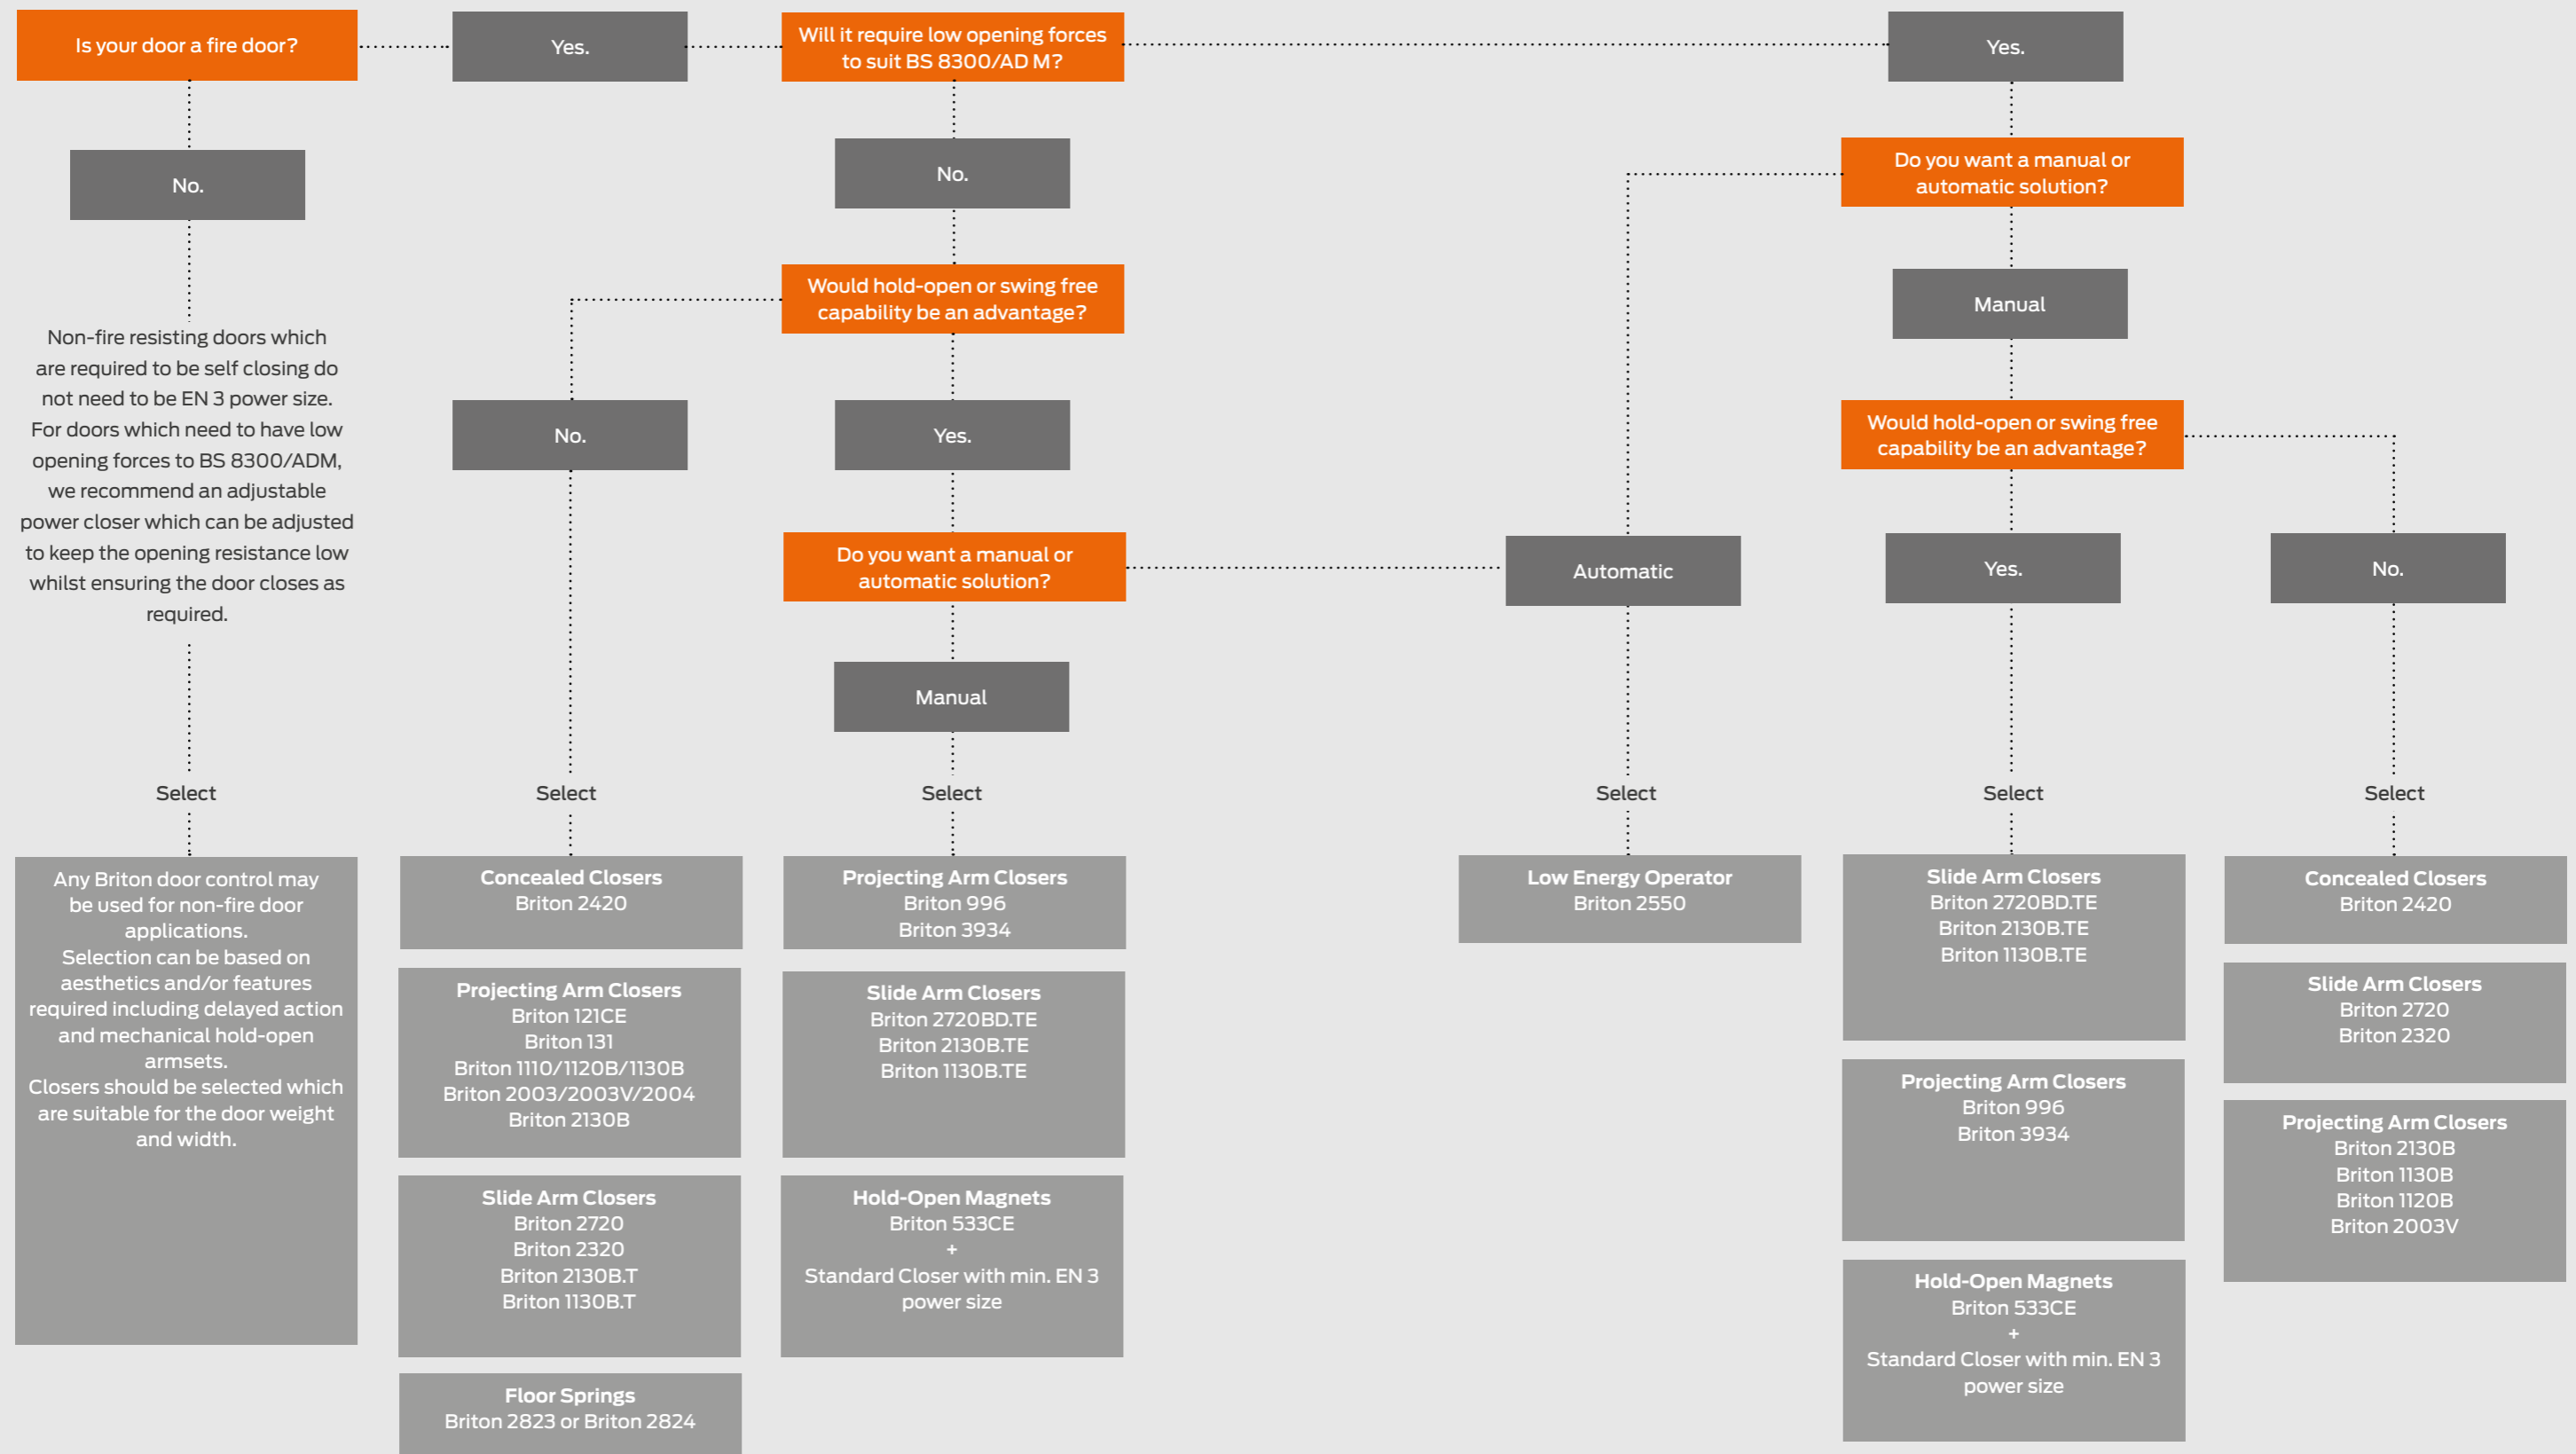 Is your door a fire door?
Yes.
Will it require low opening forces
to suit BS 8300/AD M?
Yes.
No.
Non-fire resisting doors which
are required to be self closing do
not need to be EN 3 power size.
For doors which need to have low
opening forces to BS 8300/ADM,
we recommend an adjustable
power closer which can be adjusted
to keep the opening resistance low
whilst ensuring the door closes as
required.
Select
Any Briton door control may
be used for non-fire door
applications.
Selection can be based on
aesthetics and/or features
required including delayed action
and mechanical hold-open
armsets.
Closers should be selected which
are suitable for the door weight
and width.
No.
Would hold-open or swing free
capability be an advantage?
No.
Select
Concealed Closers
Briton 2420
Projecting Arm Closers
Briton 121CE
Briton 131
Briton 1110/1120B/1130B
Briton 2003/2003V/2004
Briton 2130B
Slide Arm Closers
Briton 2720
Briton 2320
Briton 2130B.T
Briton 1130B.T
Floor Springs
Briton 2823 or Briton 2824
Yes.
Do you want a manual or
automatic solution?
Manual
Select
Projecting Arm Closers
Briton 996
Briton 3934
Slide Arm Closers
Briton 2720BD.TE
Briton 2130B.TE
Briton 1130B.TE
Hold-Open Magnets
Briton 533CE
+
Standard Closer with min. EN 3
power size
Do you want a manual or
automatic solution?
Automatic
Select
Low Energy Operator
Briton 2550
Manual
Would hold-open or swing free
capability be an advantage?
Yes.
Select
Slide Arm Closers
Briton 2720BD.TE
Briton 2130B.TE
Briton 1130B.TE
Projecting Arm Closers
Briton 996
Briton 3934
Hold-Open Magnets
Briton 533CE
+
Standard Closer with min. EN 3
power size
No.
Select
Concealed Closers
Briton 2420
Slide Arm Closers
Briton 2720
Briton 2320
Projecting Arm Closers
Briton 2130B
Briton 1130B
Briton 1120B
Briton 2003V